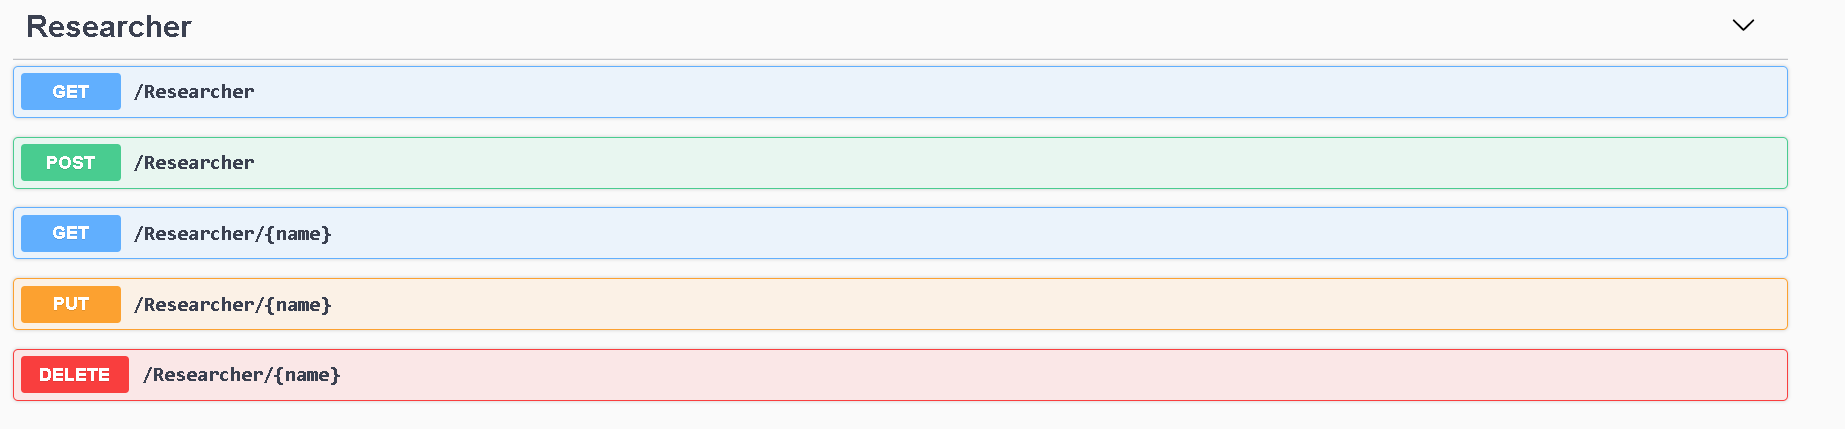 Researcher
GET /Researcher
POST /Researcher
GET /Researcher/{name}
PUT /Researcher/{name}
DELETE /Researcher/{name}